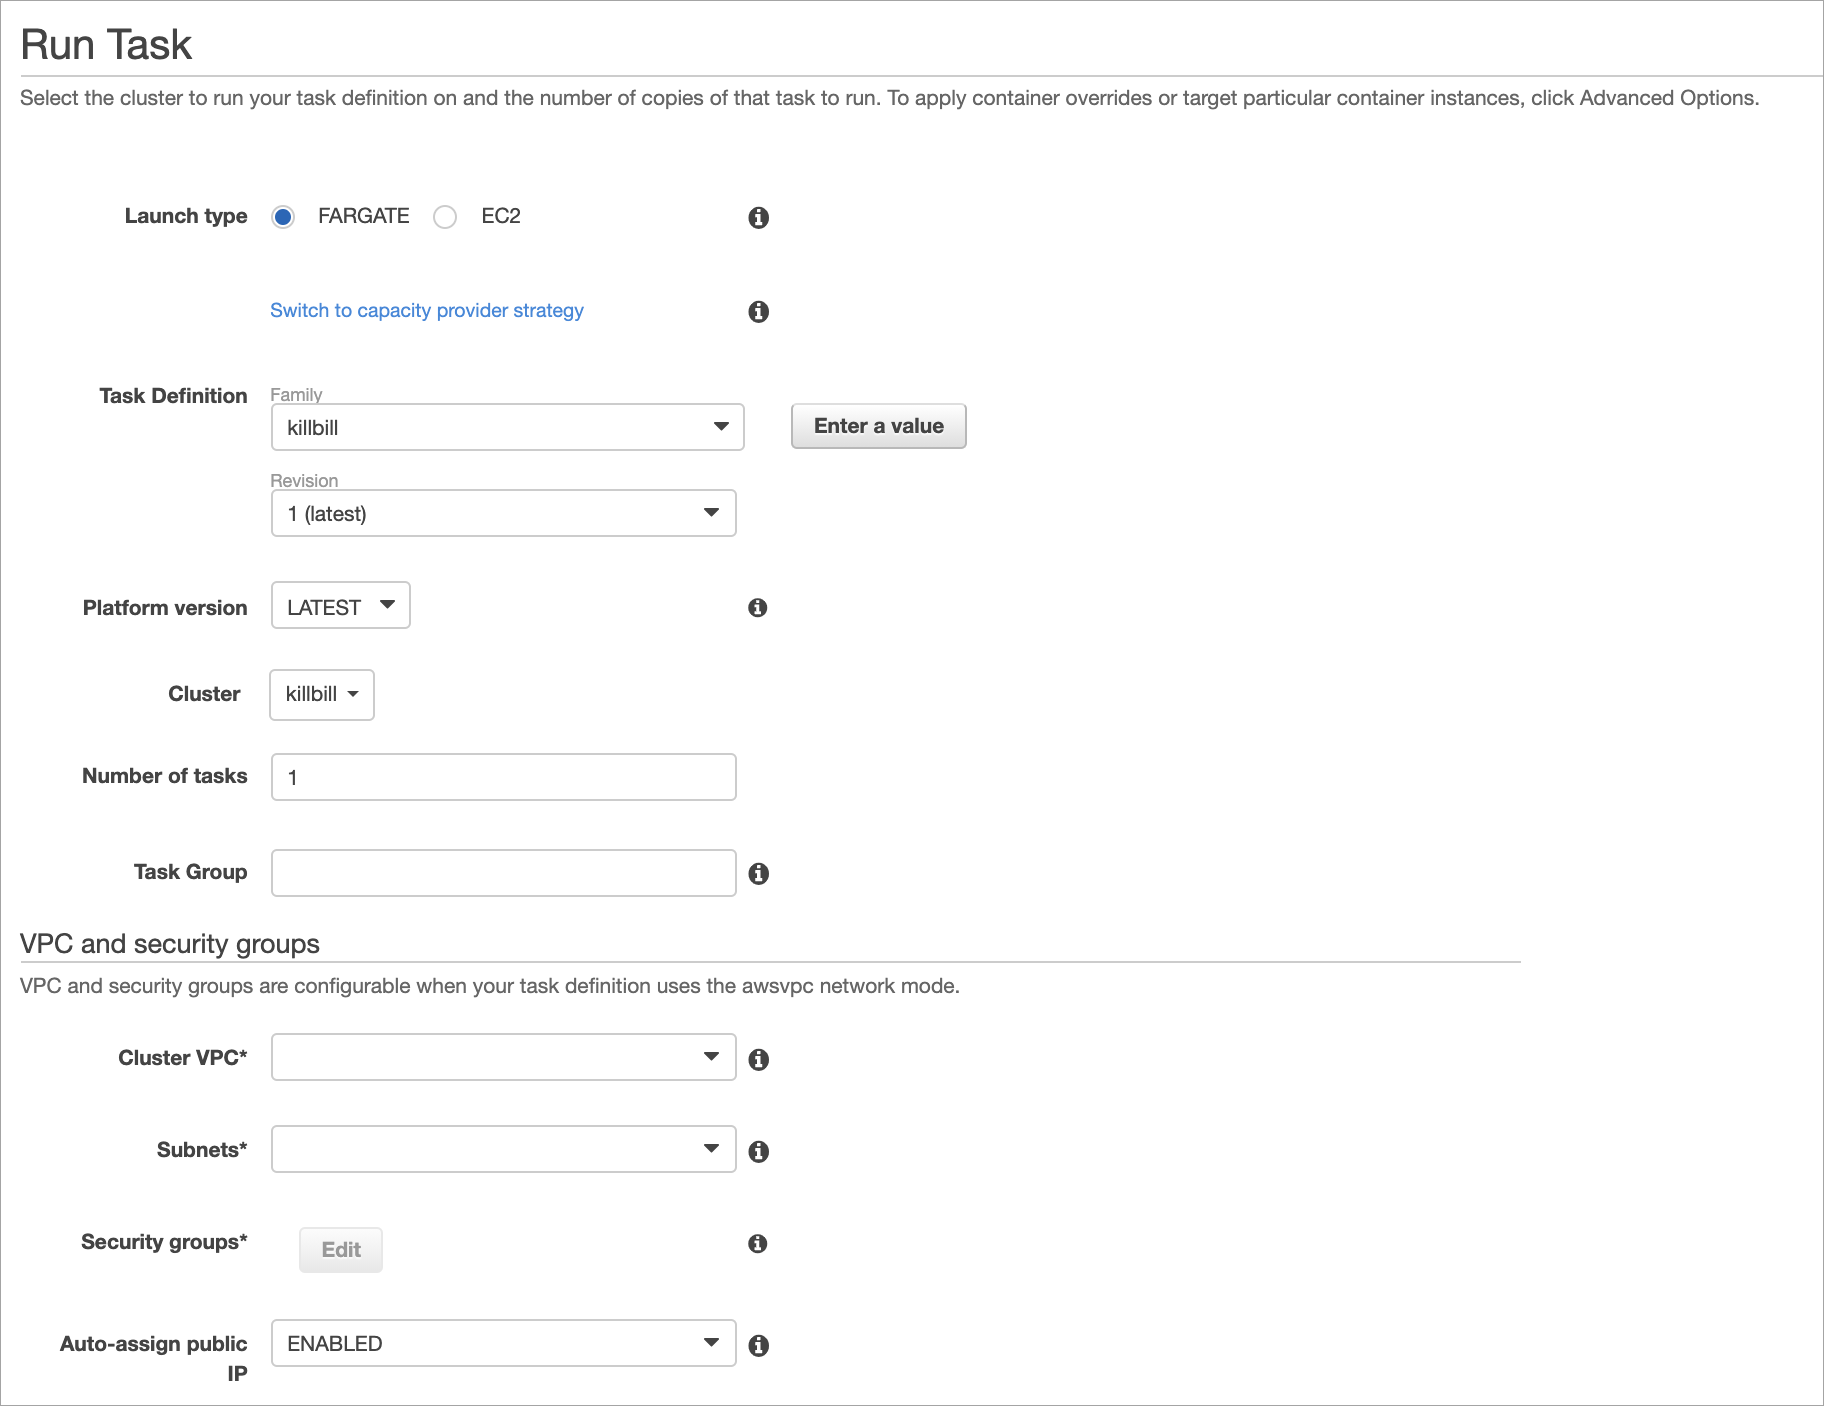 Run Task
Select the cluster to run your task definition on and the number of copies of that task to run. To apply container overrides or target particular container instances, click Advanced Options.
Launch type FARGATE EC2
Switch to capacity provider strategy
Task Definition Family
killbill Enter a value
Revision
1 (latest)
Platform version LATEST
Cluster killbill
Number of tasks 1
Task Group
VPC and security groups
VPC and security groups are configurable when your task definition uses the awsvpc network mode.
Cluster VPC*
Subnets*
Security groups* Edit
Auto-assign public ENABLED
IP